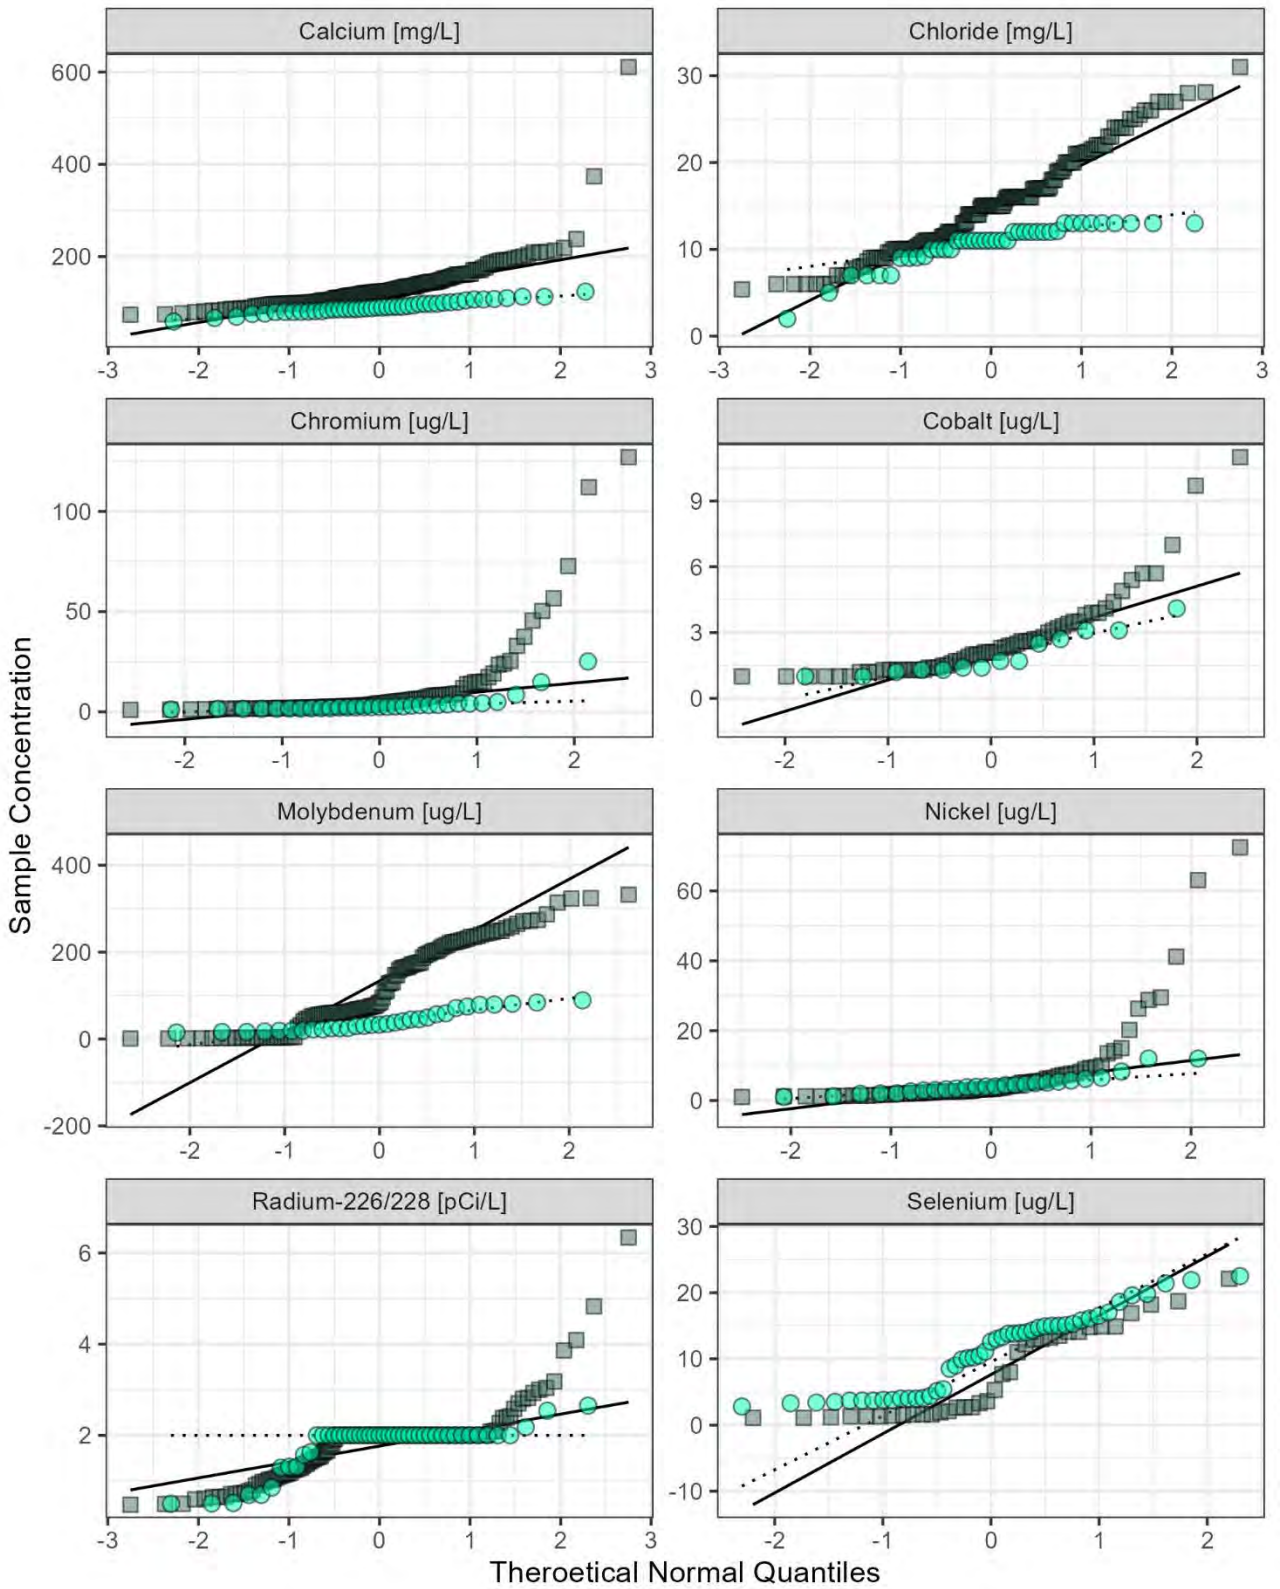 Calcium [mg/L]
Chloride [mg/L]
600
400
200
30
20
10
0
-3 -2 -1 0 1 2 3
-3 -2 -1 0 1 2 3
Chromium [ug/L]
Cobalt [ug/L]
100
50
0
9
6
3
0
-2 -1 0 1 2
-2 -1 0 1 2
Molybdenum [ug/L]
Nickel [ug/L]
400
200
0
-200
60
40
20
0
-2 -1 0 1 2
-2 -1 0 1 2
Radium-226/228 [pCi/L]
Selenium [ug/L]
6
4
2
30
20
10
0
-10
-3 -2 -1 0 1 2 3
-2 -1 0 1 2
Sample Concentration
Theroetical Normal Quantiles